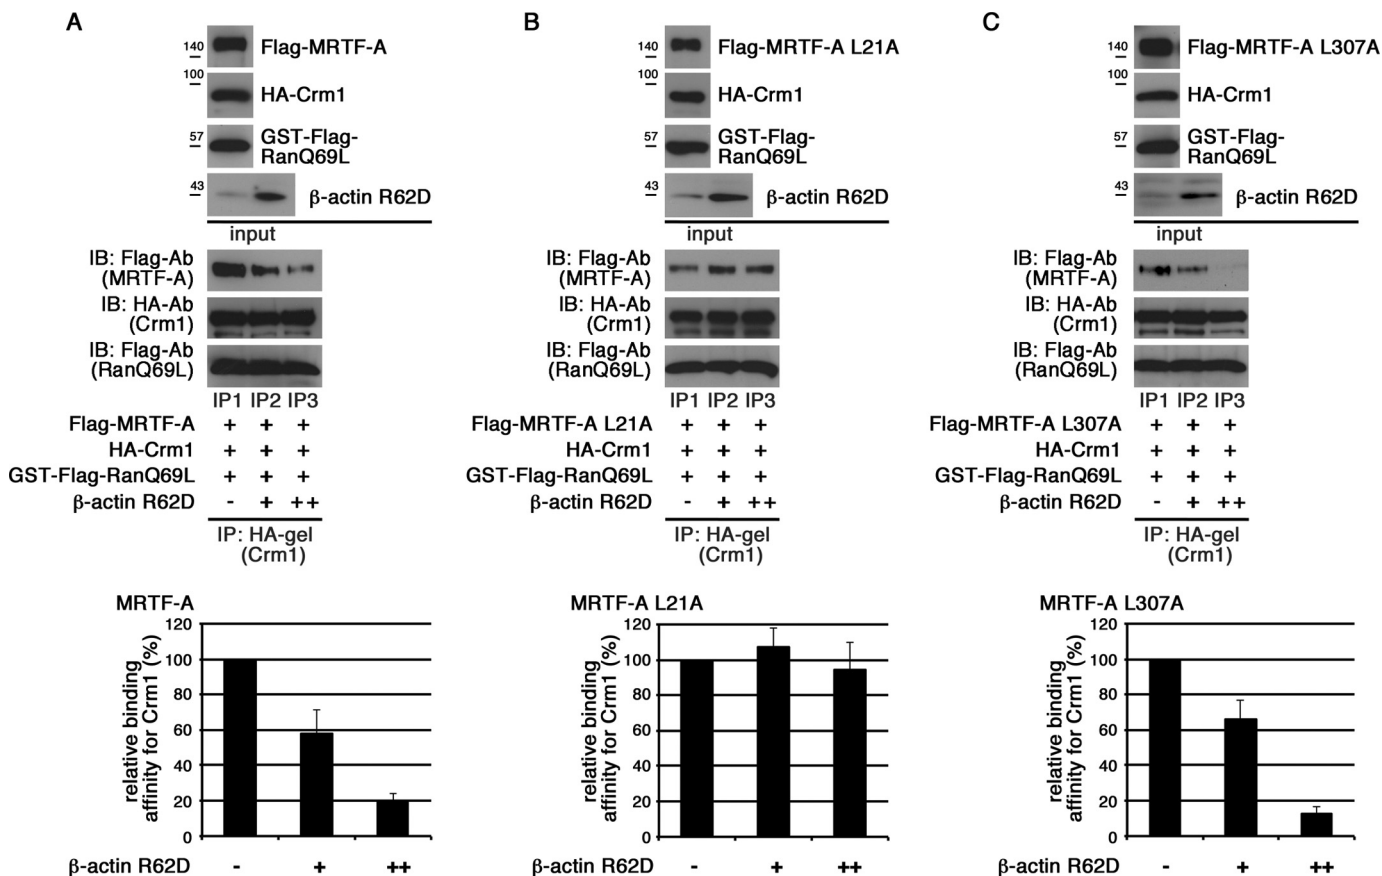 A
140
Flag-MRTF-A
100
HA-Crm1
57
GST-Flag-
RanQ69L
43
β-actin R62D
input
IB: Flag-Ab
(MRTF-A)
IB: HA-Ab
(Crm1)
IB: Flag-Ab
(RanQ69L)
IP1 IP2 IP3
Flag-MRTF-A + + +
HA-Crm1 + + +
GST-Flag-RanQ69L + + +
β-actin R62D - + ++
IP: HA-gel
(Crm1)
MRTF-A
relative binding
affinity for Crm1 (%)
120
100
80
60
40
20
0
β-actin R62D - + ++
B
140
Flag-MRTF-A L21A
100
HA-Crm1
57
GST-Flag-
RanQ69L
43
β-actin R62D
input
IB: Flag-Ab
(MRTF-A)
IB: HA-Ab
(Crm1)
IB: Flag-Ab
(RanQ69L)
IP1 IP2 IP3
Flag-MRTF-A L21A + + +
HA-Crm1 + + +
GST-Flag-RanQ69L + + +
β-actin R62D - + ++
IP: HA-gel
(Crm1)
MRTF-A L21A
relative binding
affinity for Crm1 (%)
120
100
80
60
40
20
0
β-actin R62D - + ++
C
140
Flag-MRTF-A L307A
100
HA-Crm1
57
GST-Flag-
RanQ69L
43
β-actin R62D
input
IB: Flag-Ab
(MRTF-A)
IB: HA-Ab
(Crm1)
IB: Flag-Ab
(RanQ69L)
IP1 IP2 IP3
Flag-MRTF-A L307A + + +
HA-Crm1 + + +
GST-Flag-RanQ69L + + +
β-actin R62D - + ++
IP: HA-gel
(Crm1)
MRTF-A L307A
relative binding
affinity for Crm1 (%)
120
100
80
60
40
20
0
β-actin R62D - + ++